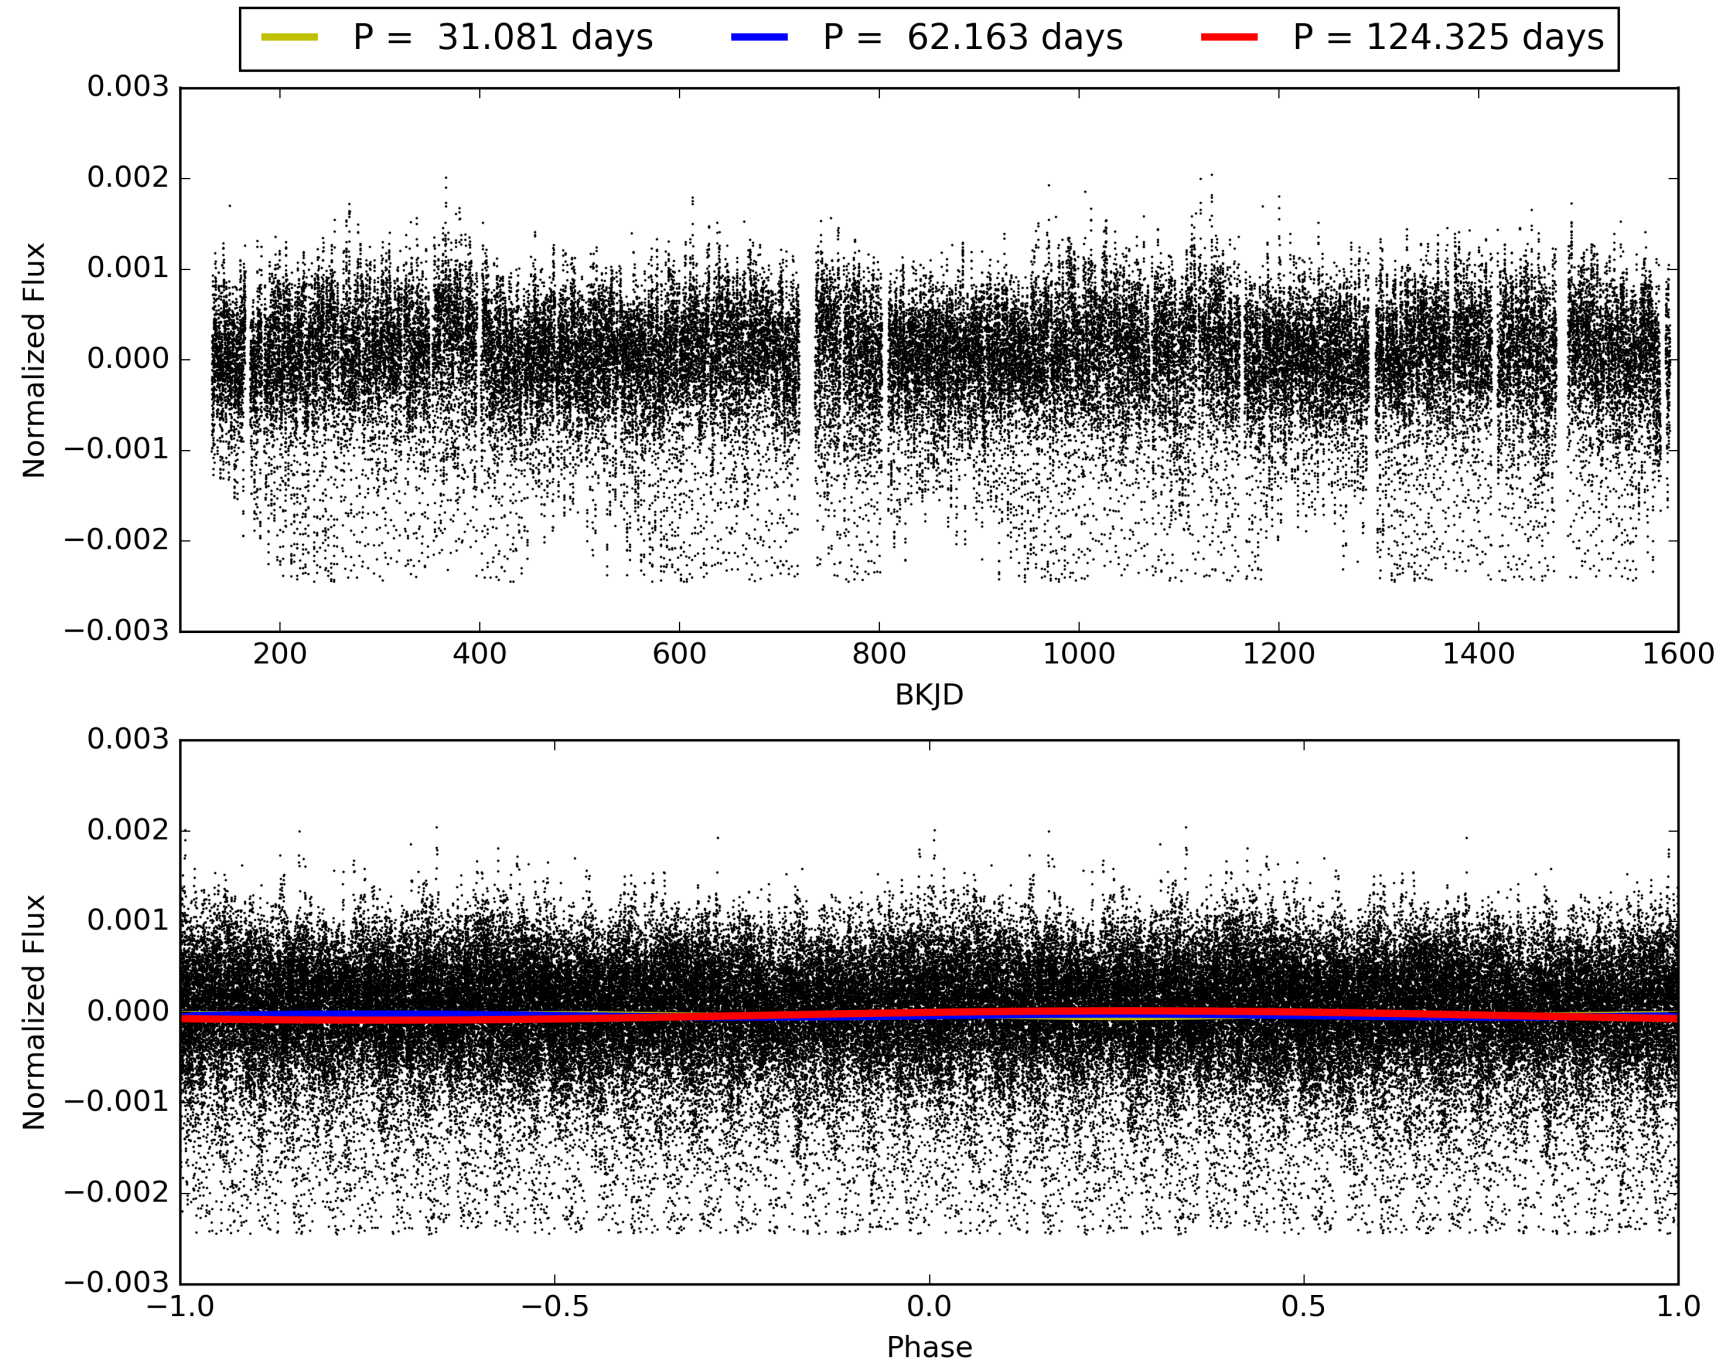 P =  31.081 days P =  62.163 days P = 124.325 days
0.003
0.002
0.001
0.000
−0.001
−0.002
−0.003
Normalized Flux
200 400 600 800 1000 1200 1400 1600
BKJD
0.003
0.002
0.001
0.000
−0.001
−0.002
−0.003
Normalized Flux
−1.0 −0.5 0.0 0.5 1.0
Phase